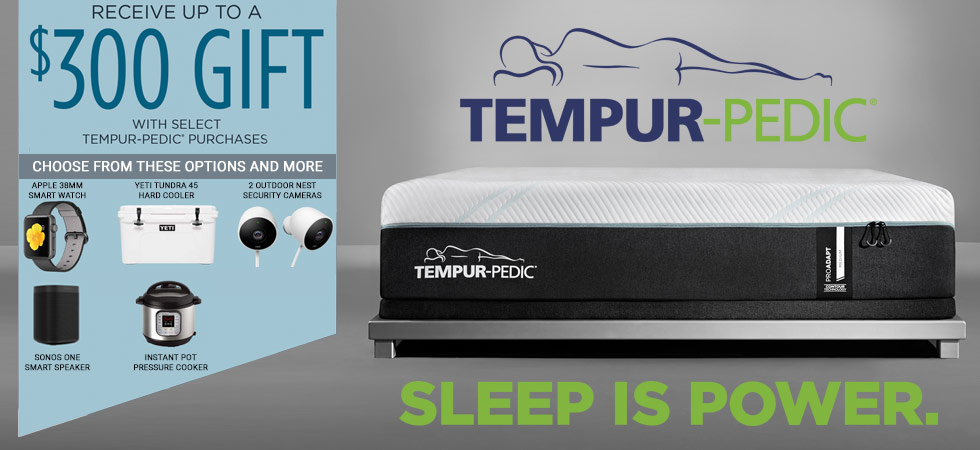 RECEIVE UP TO A
$300 GIFT
WITH SELECT
TEMPUR-PEDIC® PURCHASES
CHOOSE FROM THESE OPTIONS AND MORE
APPLE 38MM
SMART WATCH
YETI TUNDRA 45
HARD COOLER
2 OUTDOOR NEST
SECURITY CAMERAS
YETI
SONOS ONE
SMART SPEAKER
INSTANT POT
PRESSURE COOKER
TEMPUR-PEDIC®
TEMPUR-PEDIC®
PROADAPT
CONTOUR
TECHNOLOGY
SLEEP IS POWER.